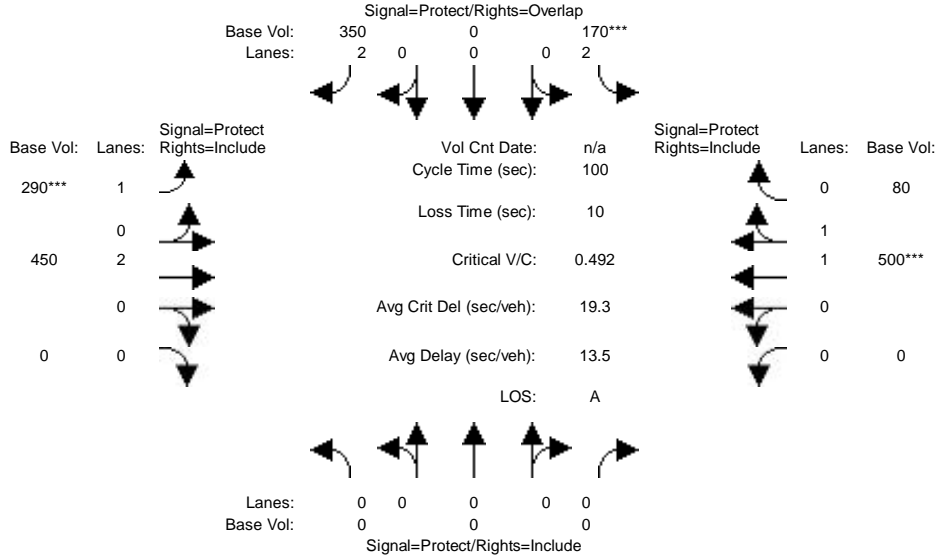 Signal=Protect/Rights=Overlap
Base Vol: 350 0 170***
Lanes: 2 0 0 0 2
Signal=Protect
Rights=Include
Signal=Protect
Rights=Include
Base Vol: Lanes: Vol Cnt Date: n/a Lanes: Base Vol:
Cycle Time (sec): 100
290*** 1 0 80
Loss Time (sec): 10
0 1
450 2 Critical V/C: 0.492 1 500***
0 Avg Crit Del (sec/veh): 19.3 0
0 0 Avg Delay (sec/veh): 13.5 0 0
LOS: A
Lanes: 0 0 0 0 0
Base Vol: 0 0 0
Signal=Protect/Rights=Include